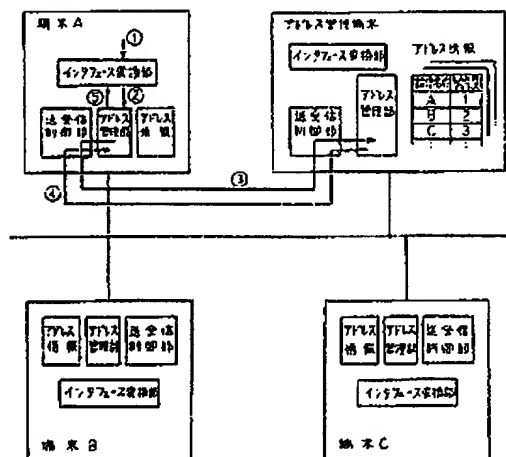 端末A
①
インタフェース変換部
⑤ ②
送受信
制御部
アドレス
管理部
アドレス
情報
アドレス管理端末
インタフェース変換部
アドレス情報
送受信
制御部
アドレス
管理部
A 1
B 2
C 3
③
④
アドレス
情報
アドレス
管理部
送受信
制御部
インタフェース変換部
端末B
アドレス
情報
アドレス
管理部
送受信
制御部
インタフェース変換部
端末C